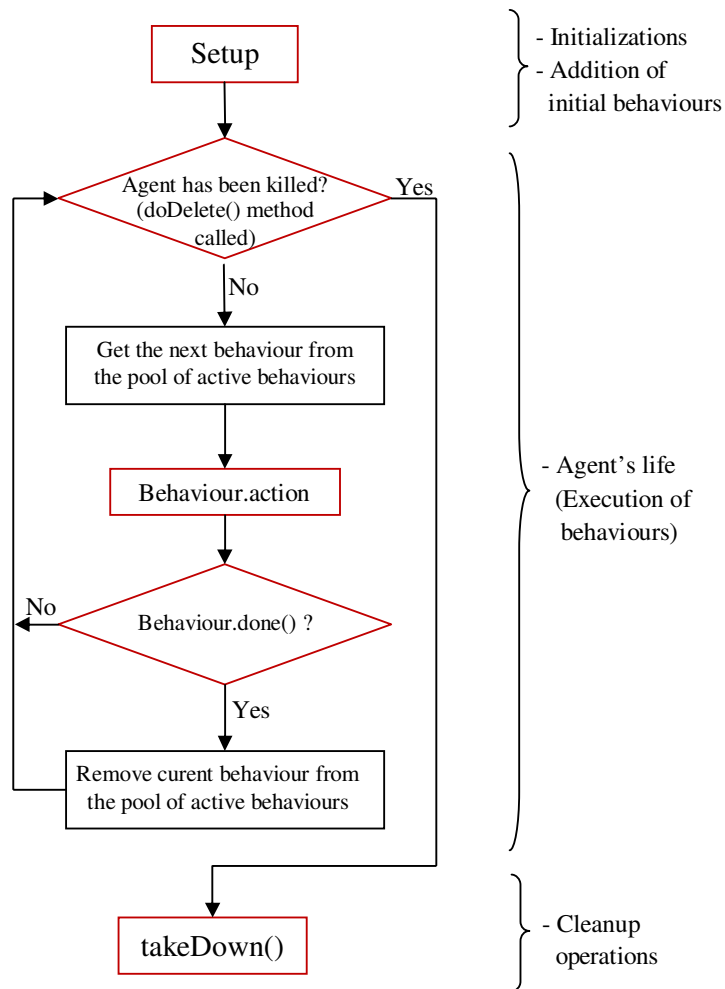 Setup
- Initializations
- Addition of
initial behaviours
Agent has been killed?
(doDelete() method
called)
Yes
No
Get the next behaviour from
the pool of active behaviours
Behaviour.action
- Agent's life
(Execution of
behaviours)
Behaviour.done() ?
No
Yes
Remove curent behaviour from
the pool of active behaviours
takeDown()
- Cleanup
operations